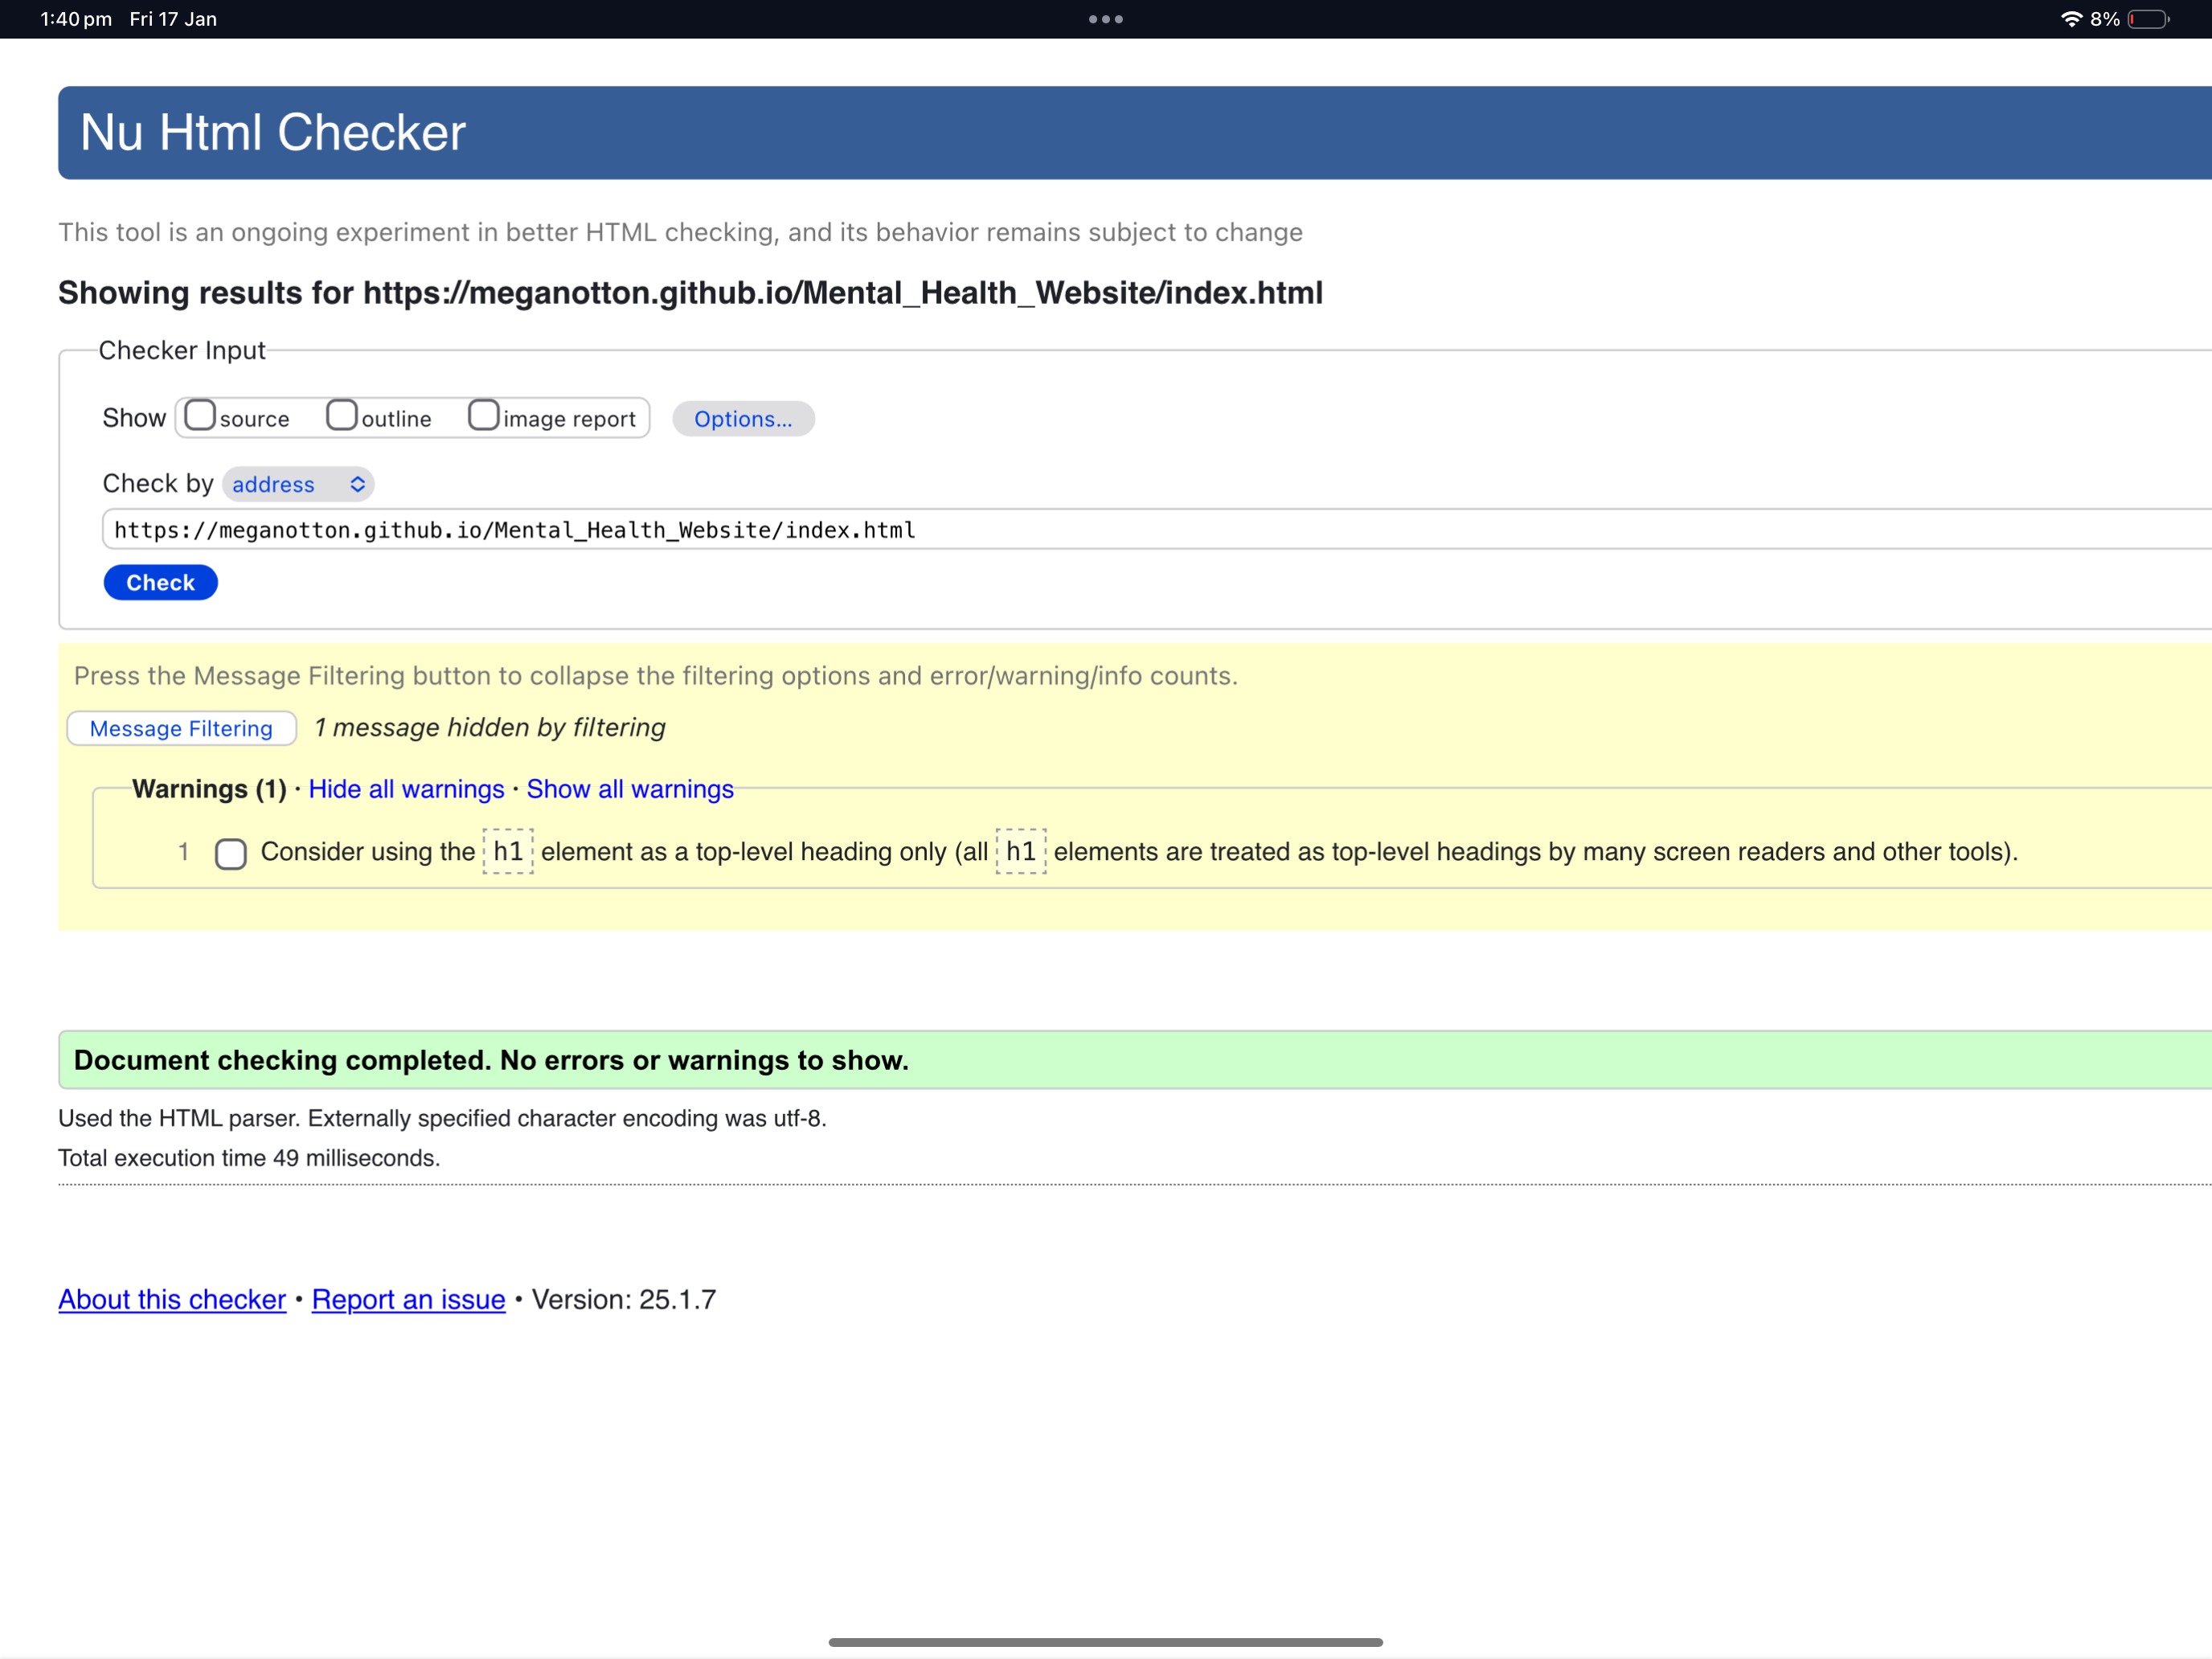 1:40 pm Fri 17 Jan
8%
Nu Html Checker
This tool is an ongoing experiment in better HTML checking, and its behavior remains subject to change
Showing results for https://meganotton.github.io/Mental_Health_Website/index.html
Checker Input
Show source outline image report Options...
Check by address
https://meganotton.github.io/Mental_Health_Website/index.html
Check
Press the Message Filtering button to collapse the filtering options and error/warning/info counts.
Message Filtering 1 message hidden by filtering
Warnings (1) · Hide all warnings · Show all warnings
1 Consider using the h1 element as a top-level heading only (all h1 elements are treated as top-level headings by many screen readers and other tools).
Document checking completed. No errors or warnings to show.
Used the HTML parser. Externally specified character encoding was utf-8.
Total execution time 49 milliseconds.
About this checker • Report an issue • Version: 25.1.7